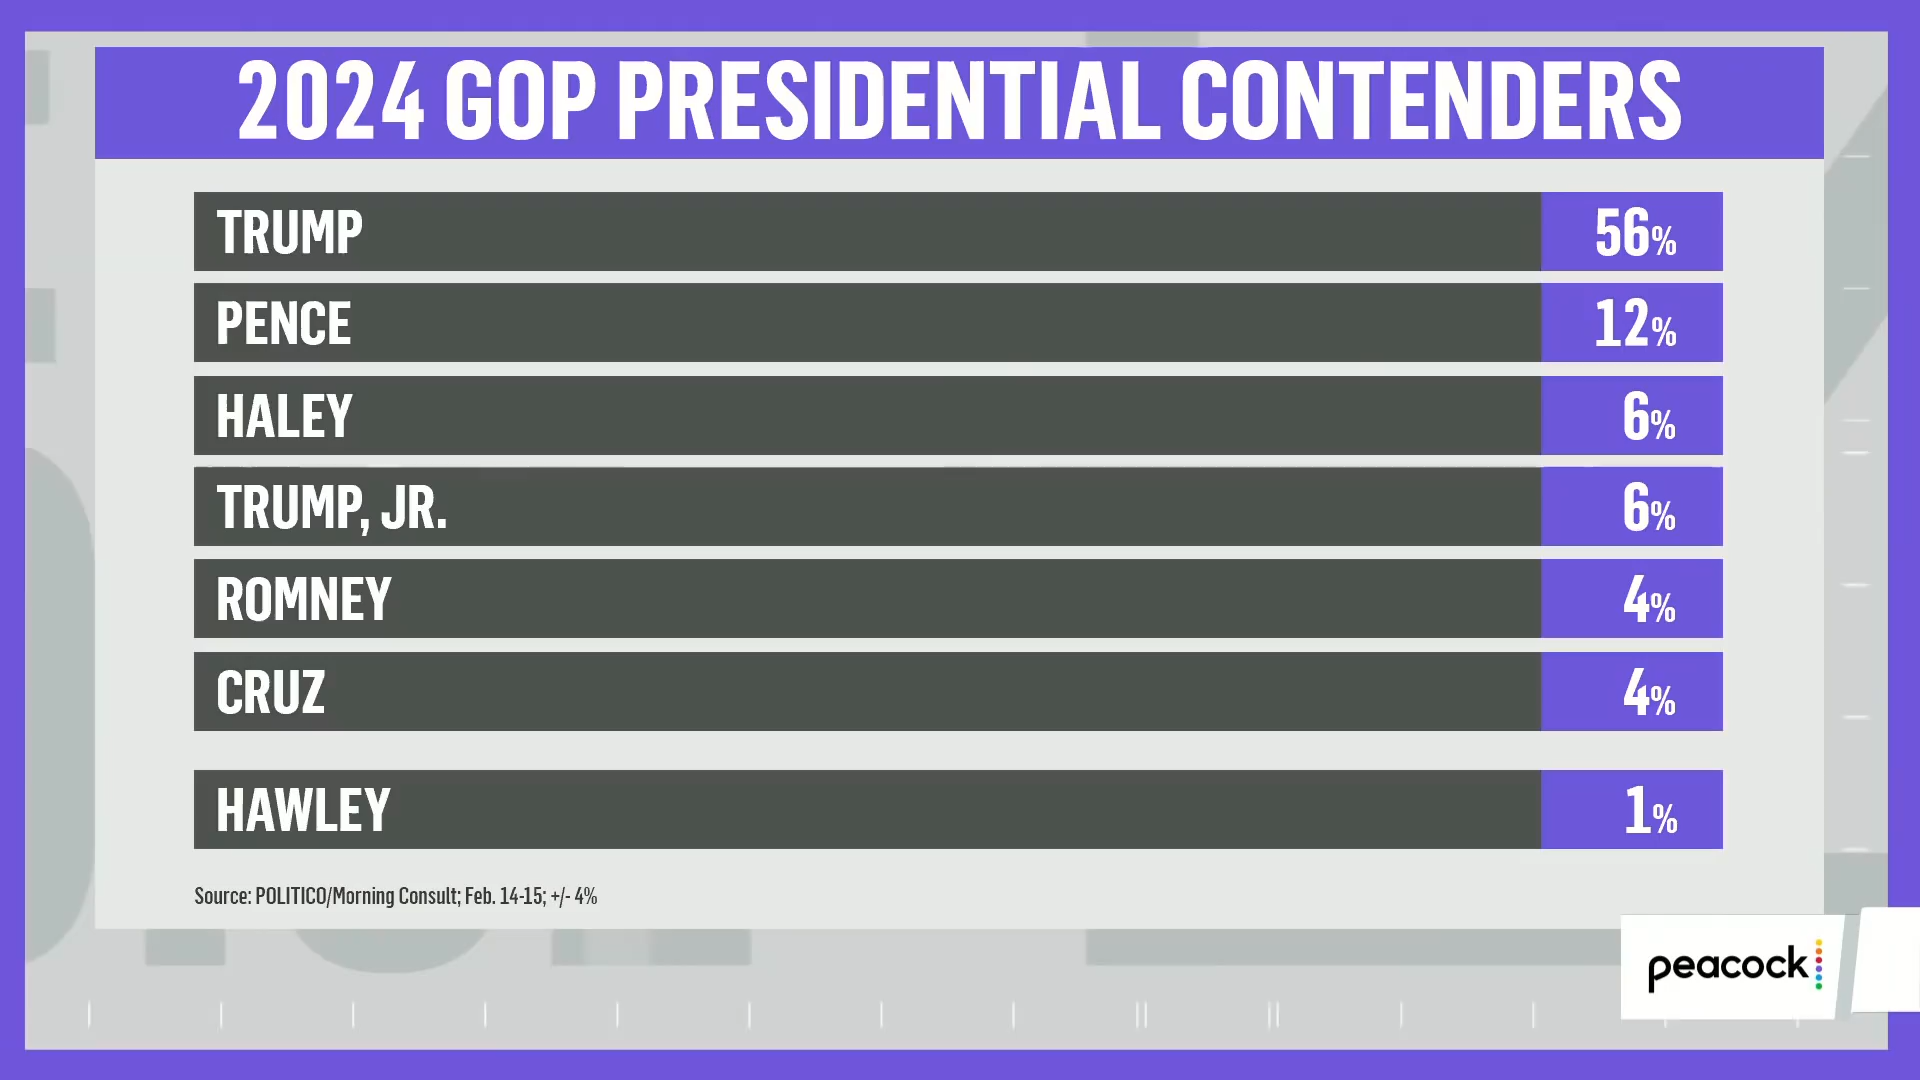 2024 GOP PRESIDENTIAL CONTENDERS
TRUMP 56%
PENCE 12%
HALEY 6%
TRUMP, JR. 6%
ROMNEY 4%
CRUZ 4%
HAWLEY 1%
Source: POLITICO/Morning Consult; Feb. 14-15; +/- 4%
peacock